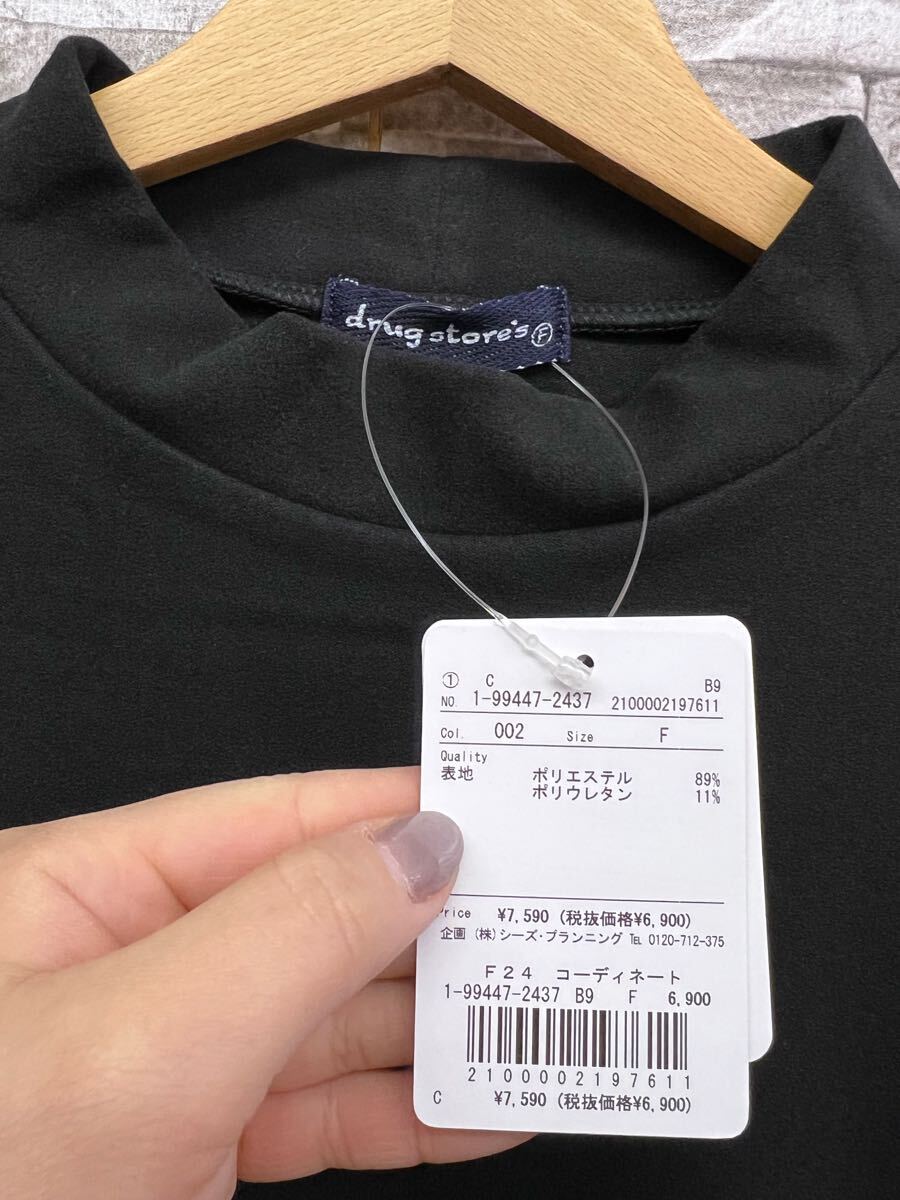 drug store's Ⓕ
① C B9
NO. 1-99447-2437 2100002197611
Col. 002 Size F
Quality
表地 ポリエステル 89%
ポリウレタン 11%
Price ¥7,590 (税抜価格¥6,900)
企画 (株)シーズ・プランニング ℡ 0120-712-375
F24 コーディネート
1-99447-2437 B9 F 6,900
2100002197611
C ¥7,590 (税抜価格¥6,900)